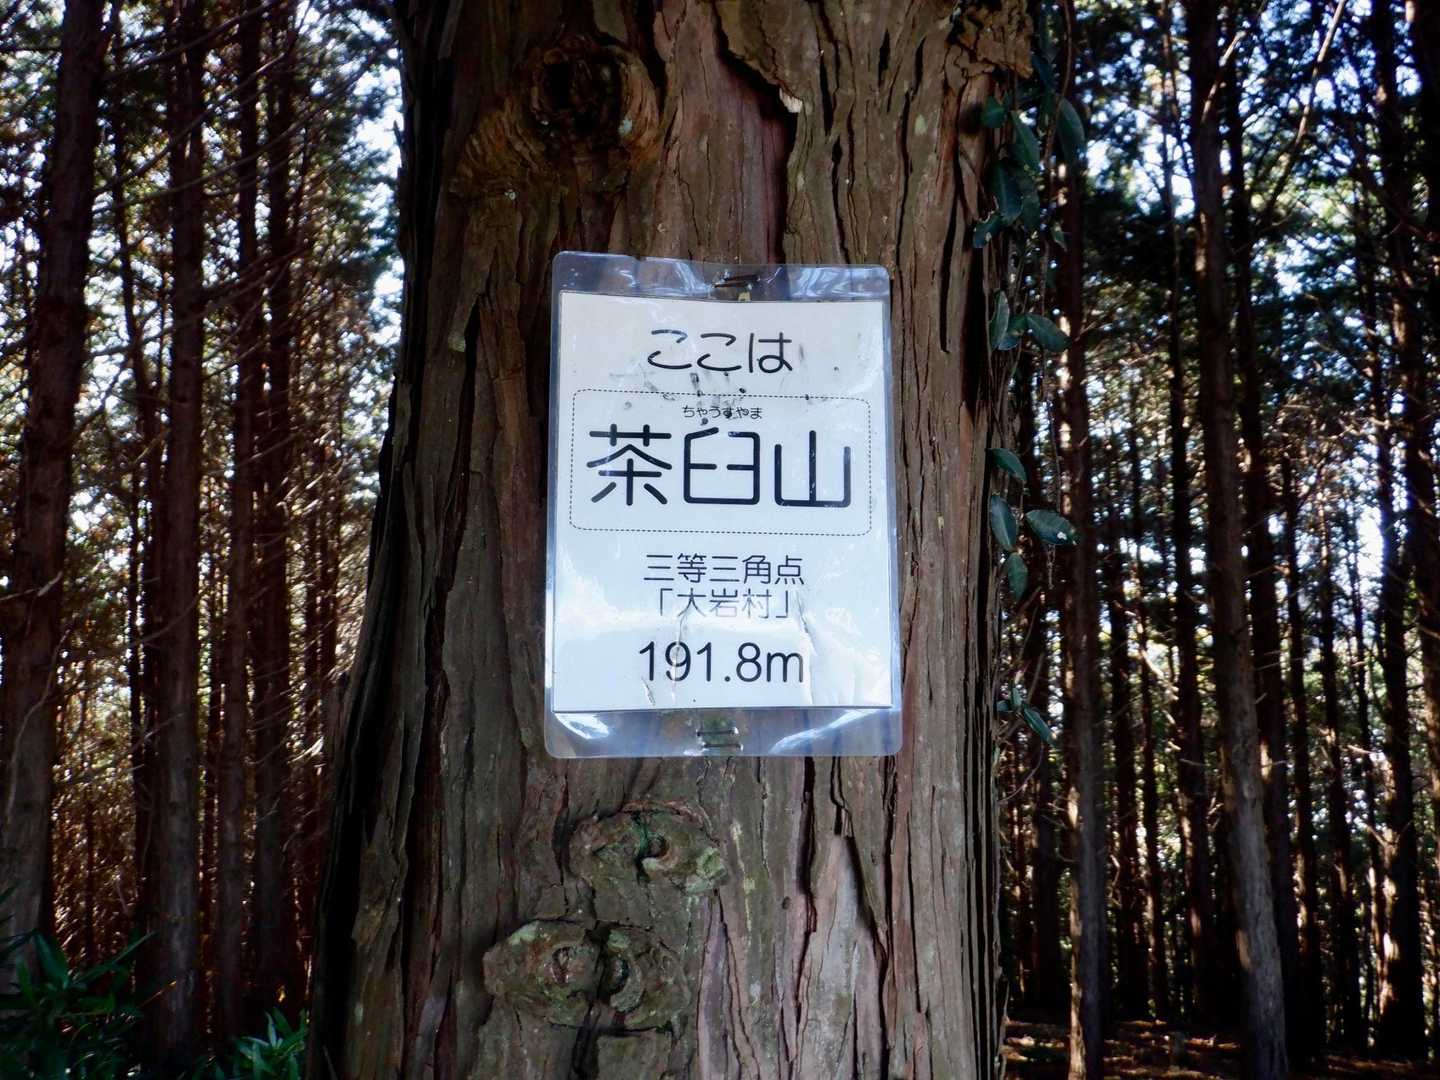 ここは
ちゃうすやま
茶臼山
三等三角点
「大岩村」
191.8m